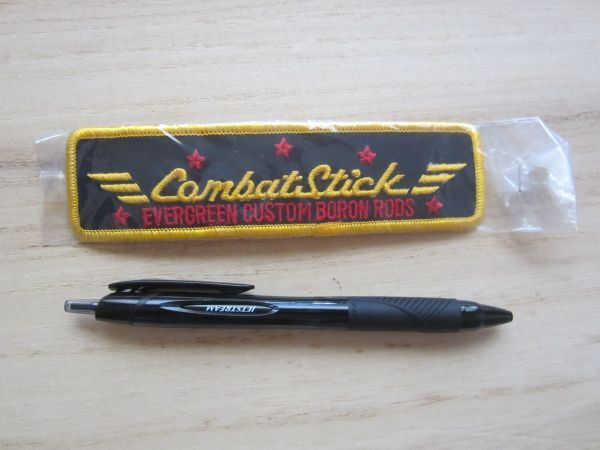 CombatStick
EVERGREEN CUSTOM BORON RODS
JETSTREAM